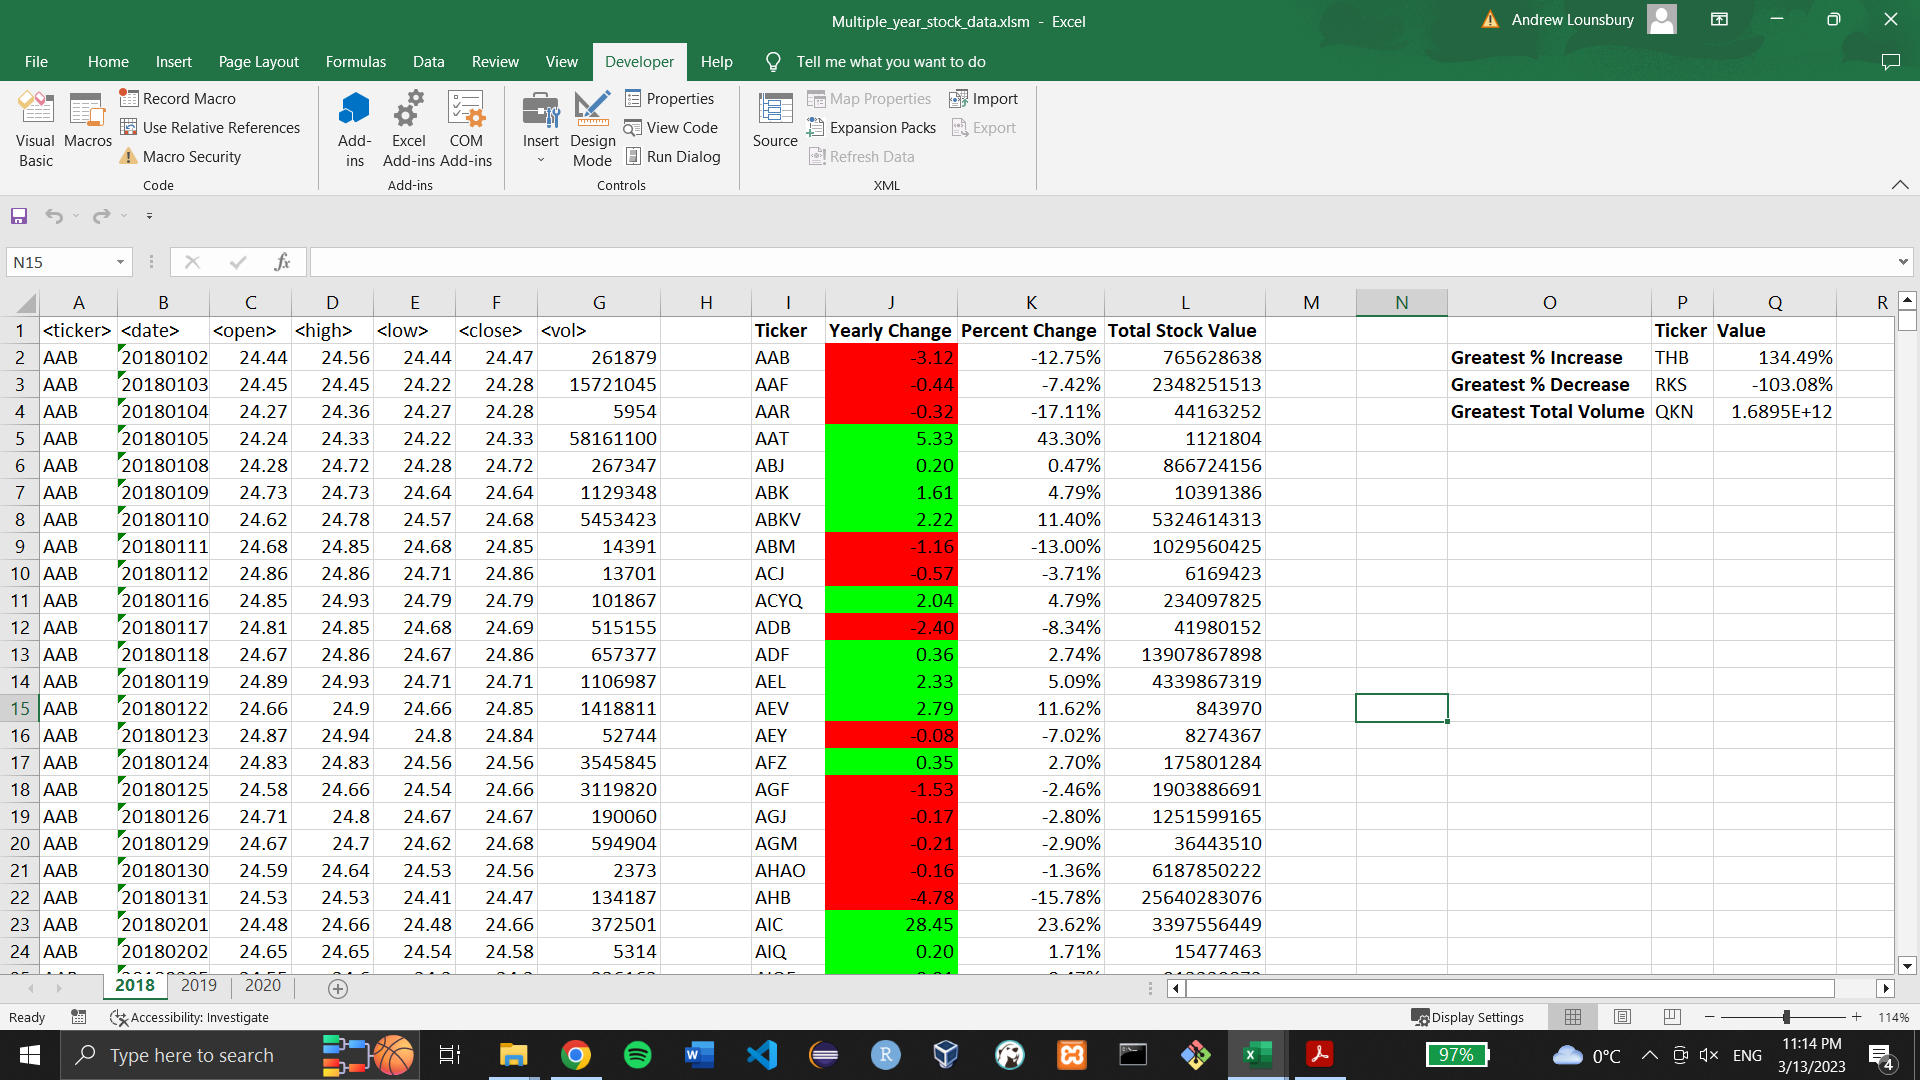 Multiple_year_stock_data.xlsm - Excel
Andrew Lounsbury
File Home Insert Page Layout Formulas Data Review View Developer Help Tell me what you want to do
Visual Basic
Macros
Record Macro
Use Relative References
Macro Security
Code
Add-ins
Excel Add-ins
COM Add-ins
Add-ins
Insert
Design Mode
Properties
View Code
Run Dialog
Controls
Source
Map Properties
Expansion Packs
Refresh Data
Import
Export
XML
N15
fx
A B C D E F G H I J K L M N O P Q R
1 <ticker> <date> <open> <high> <low> <close> <vol> Ticker Yearly Change Percent Change Total Stock Value Ticker Value
2 AAB 20180102 24.44 24.56 24.44 24.47 261879 AAB -3.12 -12.75% 765628638 Greatest % Increase THB 134.49%
3 AAB 20180103 24.45 24.45 24.22 24.28 15721045 AAF -0.44 -7.42% 2348251513 Greatest % Decrease RKS -103.08%
4 AAB 20180104 24.27 24.36 24.27 24.28 5954 AAR -0.32 -17.11% 44163252 Greatest Total Volume QKN 1.6895E+12
5 AAB 20180105 24.24 24.33 24.22 24.33 58161100 AAT 5.33 43.30% 1121804
6 AAB 20180108 24.28 24.72 24.28 24.72 267347 ABJ 0.20 0.47% 866724156
7 AAB 20180109 24.73 24.73 24.64 24.64 1129348 ABK 1.61 4.79% 10391386
8 AAB 20180110 24.62 24.78 24.57 24.68 5453423 ABKV 2.22 11.40% 5324614313
9 AAB 20180111 24.68 24.85 24.68 24.85 14391 ABM -1.16 -13.00% 1029560425
10 AAB 20180112 24.86 24.86 24.71 24.86 13701 ACJ -0.57 -3.71% 6169423
11 AAB 20180116 24.85 24.93 24.79 24.79 101867 ACYQ 2.04 4.79% 234097825
12 AAB 20180117 24.81 24.85 24.68 24.69 515155 ADB -2.40 -8.34% 41980152
13 AAB 20180118 24.67 24.86 24.67 24.86 657377 ADF 0.36 2.74% 13907867898
14 AAB 20180119 24.89 24.93 24.71 24.71 1106987 AEL 2.33 5.09% 4339867319
15 AAB 20180122 24.66 24.9 24.66 24.85 1418811 AEV 2.79 11.62% 843970
16 AAB 20180123 24.87 24.94 24.8 24.84 52744 AEY -0.08 -7.02% 8274367
17 AAB 20180124 24.83 24.83 24.56 24.56 3545845 AFZ 0.35 2.70% 175801284
18 AAB 20180125 24.58 24.66 24.54 24.66 3119820 AGF -1.53 -2.46% 1903886691
19 AAB 20180126 24.71 24.8 24.67 24.67 190060 AGJ -0.17 -2.80% 1251599165
20 AAB 20180129 24.67 24.7 24.62 24.68 594904 AGM -0.21 -2.90% 36443510
21 AAB 20180130 24.59 24.64 24.53 24.56 2373 AHAO -0.16 -1.36% 6187850222
22 AAB 20180131 24.53 24.53 24.41 24.47 134187 AHB -4.78 -15.78% 25640283076
23 AAB 20180201 24.48 24.66 24.48 24.66 372501 AIC 28.45 23.62% 3397556449
24 AAB 20180202 24.65 24.65 24.54 24.58 5314 AIQ 0.20 1.71% 15477463
2018 2019 2020
Ready Accessibility: Investigate Display Settings 114%
Type here to search
97% 0°C ENG 11:14 PM
3/13/2023
4